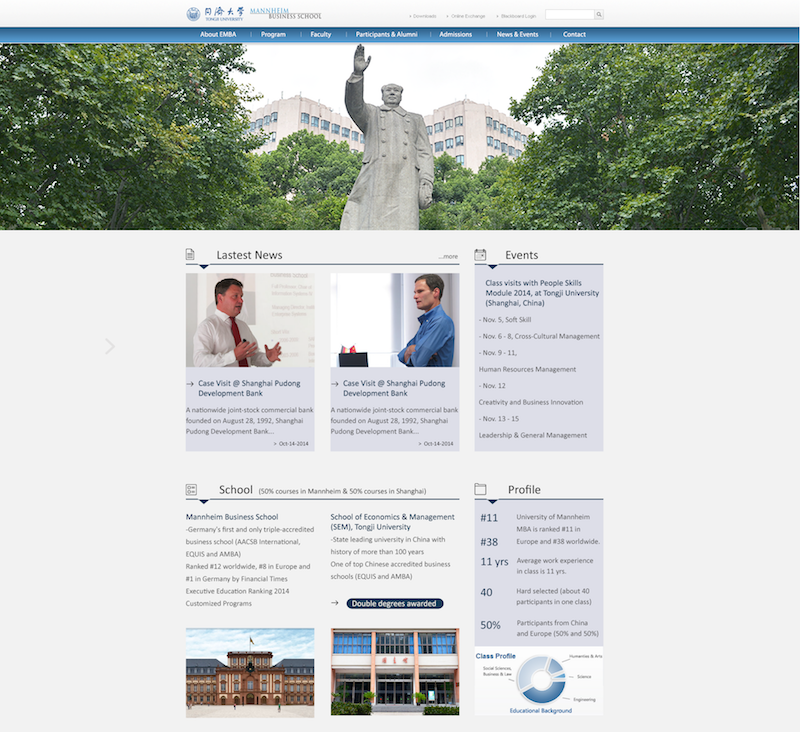 同濟大學
TONGJI UNIVERSITY
MANNHEIM
BUSINESS SCHOOL
Downloads
Online Exchange
Blackboard Login
About EMBA
Program
Faculty
Participants & Alumni
Admissions
News & Events
Contact
Lastest News
...more
Case Visit @ Shanghai Pudong
Development Bank
A nationwide joint-stock commercial bank
founded on August 28, 1992, Shanghai
Pudong Development Bank...
> Oct-14-2014
Case Visit @ Shanghai Pudong
Development Bank
A nationwide joint-stock commercial bank
founded on August 28, 1992, Shanghai
Pudong Development Bank...
> Oct-14-2014
Events
Class visits with People Skills
Module 2014, at Tongji University
(Shanghai, China)
- Nov. 5, Soft Skill
- Nov. 6 - 8, Cross-Cultural Management
- Nov. 9 - 11,
Human Resources Management
- Nov. 12
Creativity and Business Innovation
- Nov. 13 - 15
Leadership & General Management
School (50% courses in Mannheim & 50% courses in Shanghai)
Mannheim Business School
-Germany's first and only triple-accredited
business school (AACSB International,
EQUIS and AMBA)
Ranked #12 worldwide, #8 in Europe and
#1 in Germany by Financial Times
Executive Education Ranking 2014
Customized Programs
School of Economics & Management
(SEM), Tongji University
-State leading university in China with
history of more than 100 years
One of top Chinese accredited business
schools (EQUIS and AMBA)
Double degrees awarded
Profile
#11
University of Mannheim
MBA is ranked #11 in
#38
Europe and #38 worldwide.
11 yrs
Average work experience
in class is 11 yrs.
40
Hard selected (about 40
participants in one class)
50%
Participants from China
and Europe (50% and 50%)
Class Profile
Humanities & Arts
Social Sciences,
Business & Law
Science
Engineering
Educational Background